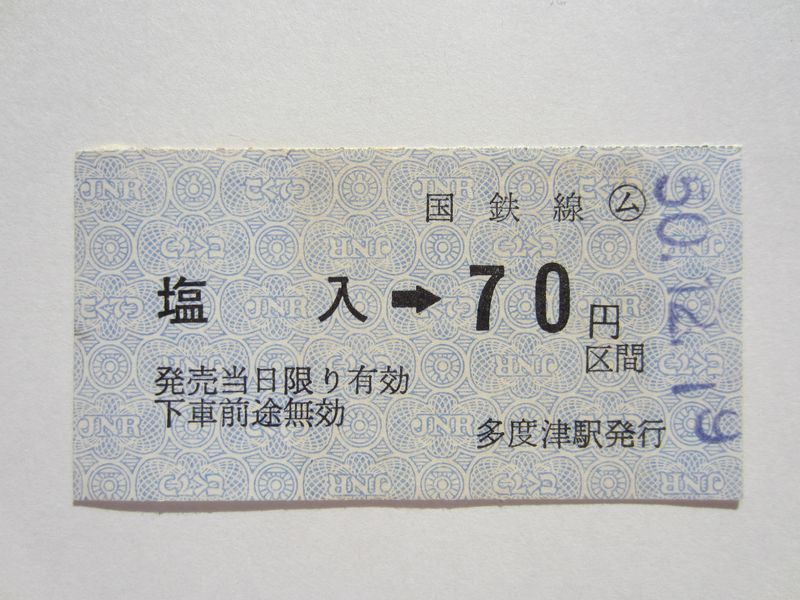 国鉄線 ㋰
塩入➡70円
区間
発売当日限り有効
下車前途無効
多度津駅発行
50.12.19